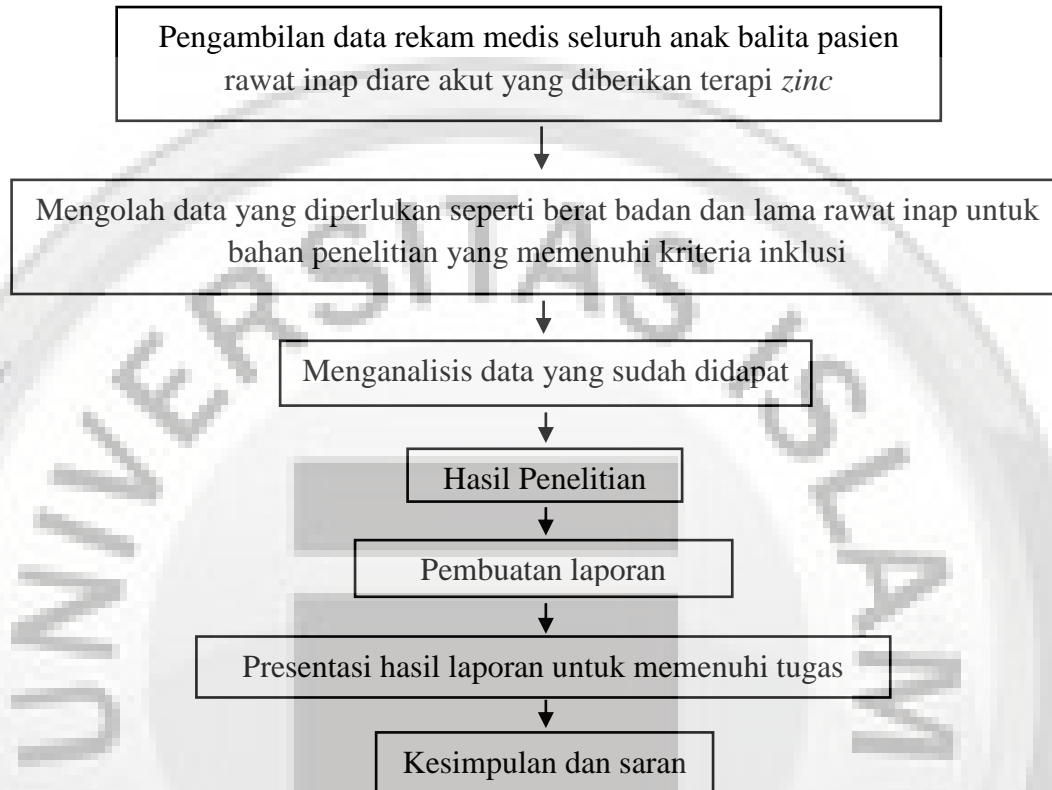 Pengambilan data rekam medis seluruh anak balita pasien
rawat inap diare akut yang diberikan terapi zinc
Mengolah data yang diperlukan seperti berat badan dan lama rawat inap untuk
bahan penelitian yang memenuhi kriteria inklusi
Menganalisis data yang sudah didapat
Hasil Penelitian
Pembuatan laporan
Presentasi hasil laporan untuk memenuhi tugas
Kesimpulan dan saran
UNIVERSITAS ISLAM